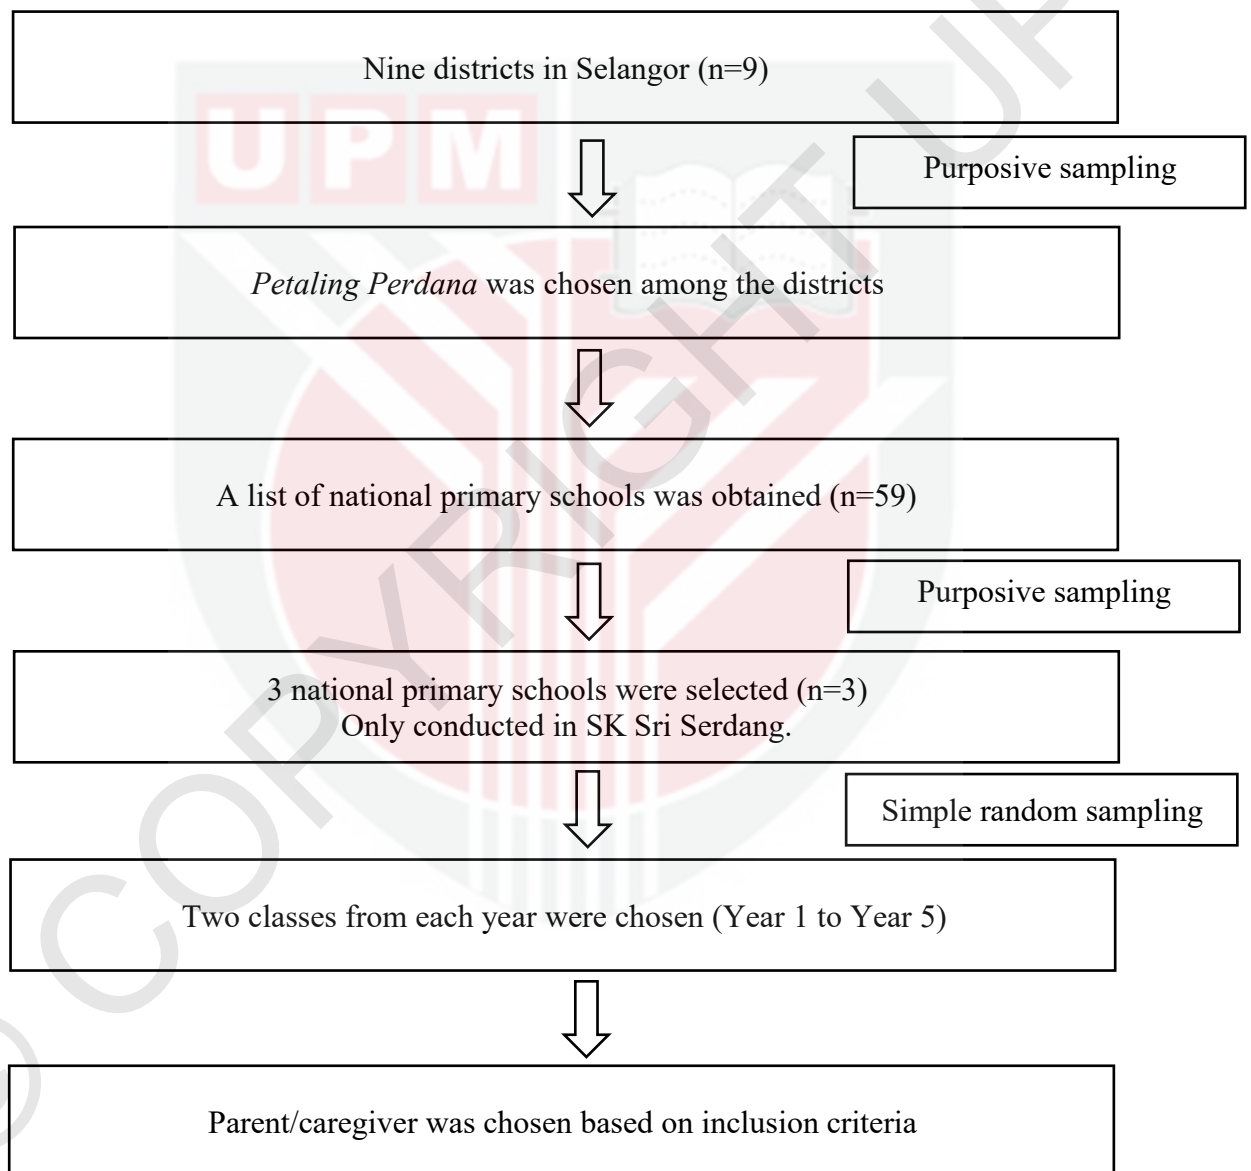 Nine districts in Selangor (n=9)
UPM
Purposive sampling
Petaling Perdana was chosen among the districts
A list of national primary schools was obtained (n=59)
Purposive sampling
3 national primary schools were selected (n=3)
Only conducted in SK Sri Serdang.
Simple random sampling
Two classes from each year were chosen (Year 1 to Year 5)
Parent/caregiver was chosen based on inclusion criteria
© COPYRIGHT UP